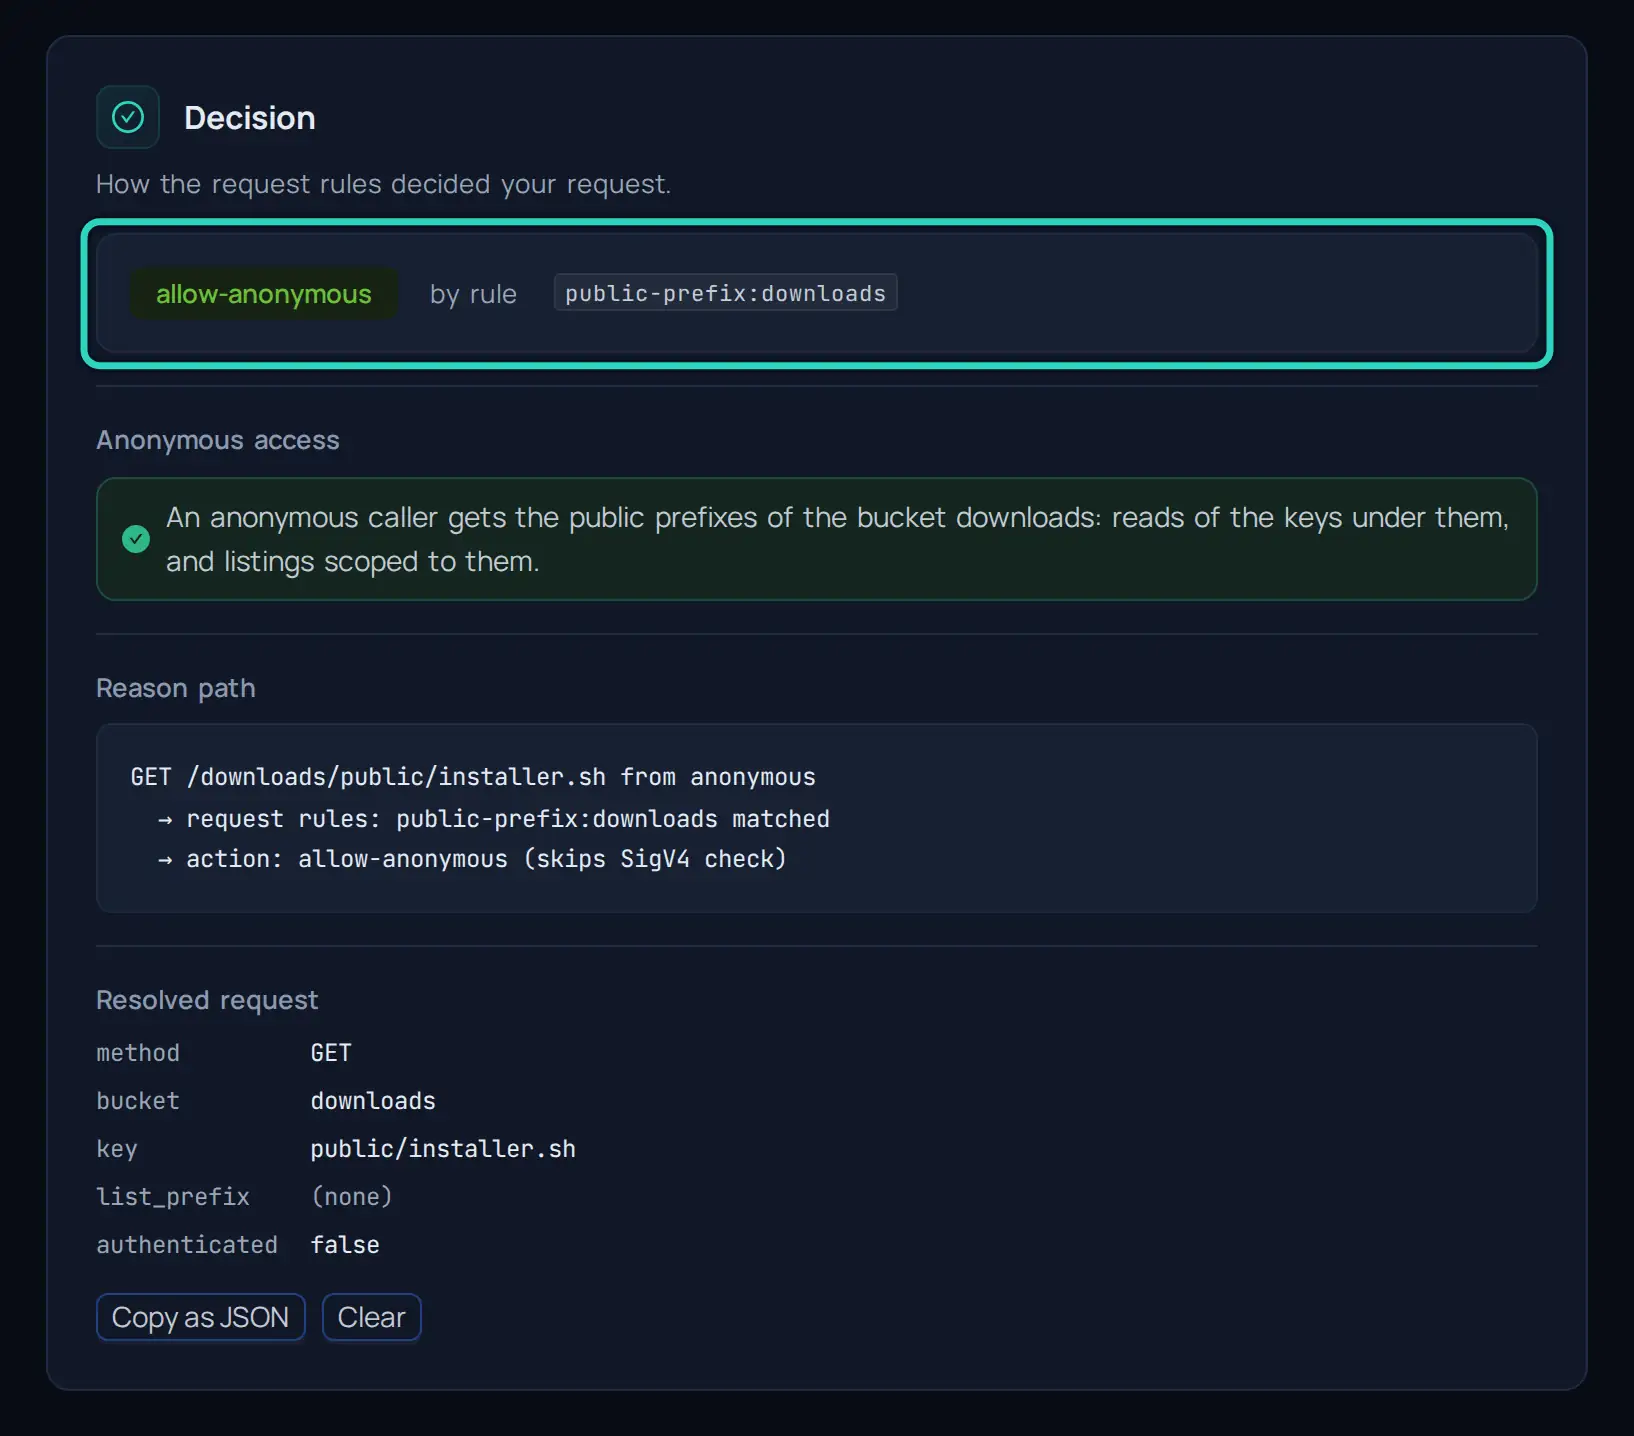 Decision
How the request rules decided your request.
allow-anonymous by rule public-prefix:downloads
Anonymous access
An anonymous caller gets the public prefixes of the bucket downloads: reads of the keys under them,
and listings scoped to them.
Reason path
GET /downloads/public/installer.sh from anonymous
→ request rules: public-prefix:downloads matched
→ action: allow-anonymous (skips SigV4 check)
Resolved request
method GET
bucket downloads
key public/installer.sh
list_prefix (none)
authenticated false
Copy as JSON Clear